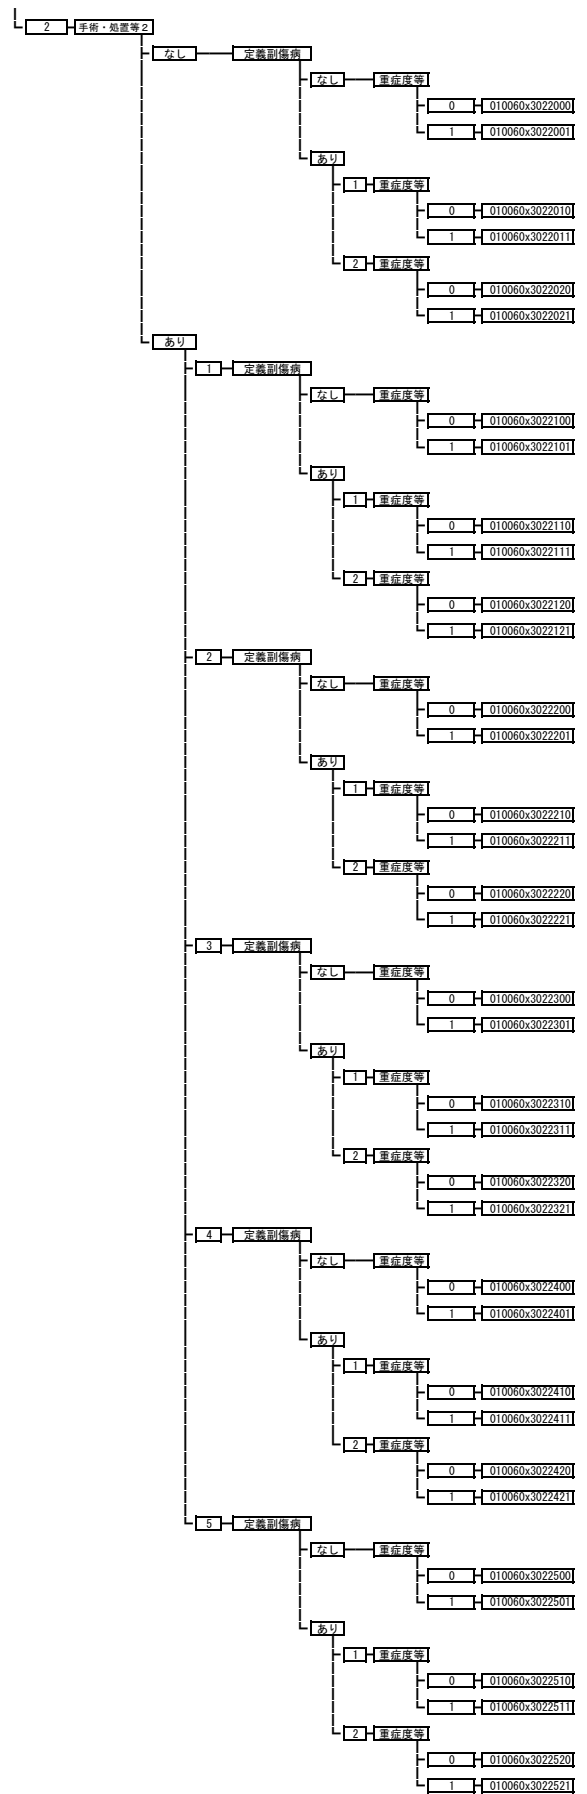 2 手術・処置等2
なし 定義副傷病
なし 重症度等
0 010060x3022000
1 010060x3022001
あり
1 重症度等
0 010060x3022010
1 010060x3022011
2 重症度等
0 010060x3022020
1 010060x3022021
あり
1 定義副傷病
なし 重症度等
0 010060x3022100
1 010060x3022101
あり
1 重症度等
0 010060x3022110
1 010060x3022111
2 重症度等
0 010060x3022120
1 010060x3022121
2 定義副傷病
なし 重症度等
0 010060x3022200
1 010060x3022201
あり
1 重症度等
0 010060x3022210
1 010060x3022211
2 重症度等
0 010060x3022220
1 010060x3022221
3 定義副傷病
なし 重症度等
0 010060x3022300
1 010060x3022301
あり
1 重症度等
0 010060x3022310
1 010060x3022311
2 重症度等
0 010060x3022320
1 010060x3022321
4 定義副傷病
なし 重症度等
0 010060x3022400
1 010060x3022401
あり
1 重症度等
0 010060x3022410
1 010060x3022411
2 重症度等
0 010060x3022420
1 010060x3022421
5 定義副傷病
なし 重症度等
0 010060x3022500
1 010060x3022501
あり
1 重症度等
0 010060x3022510
1 010060x3022511
2 重症度等
0 010060x3022520
1 010060x3022521